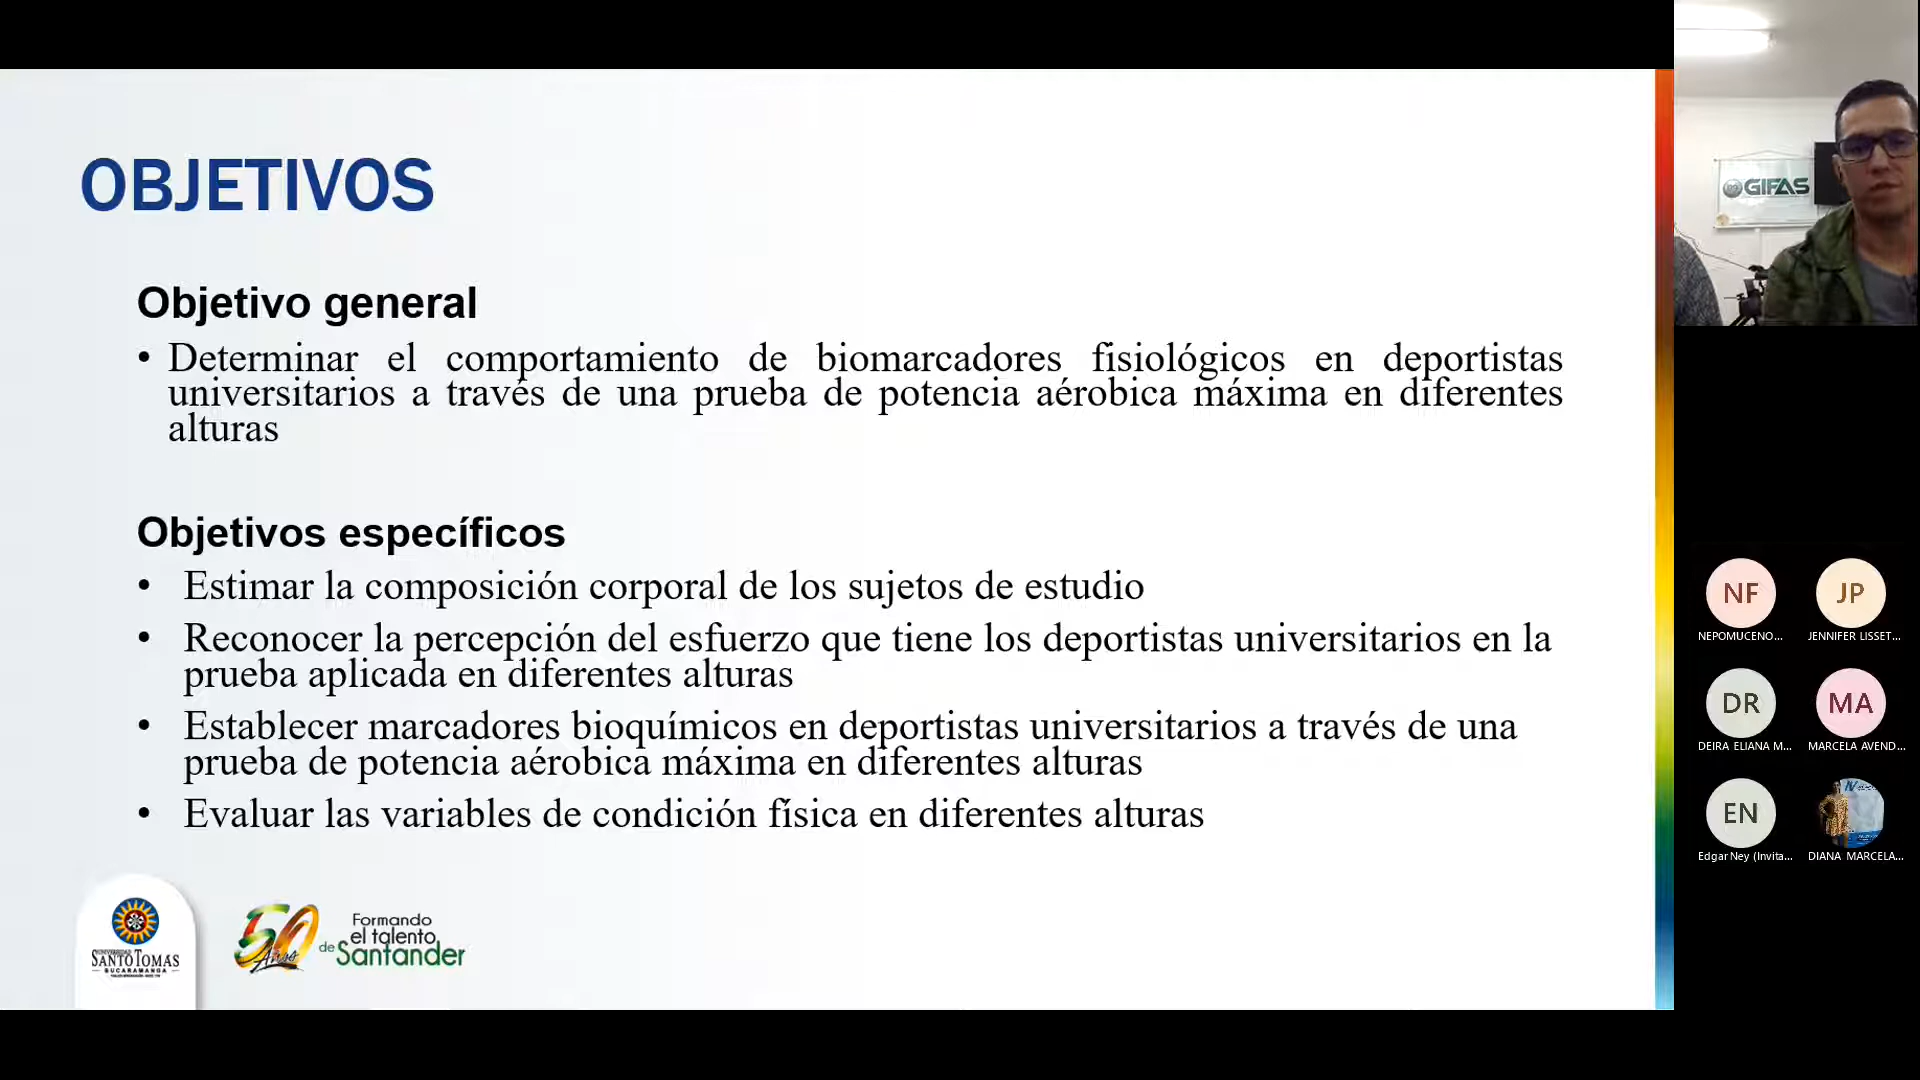 OBJETIVOS
Objetivo general
• Determinar el comportamiento de biomarcadores fisiológicos en deportistas
universitarios a través de una prueba de potencia aérobica máxima en diferentes
alturas
Objetivos específicos
• Estimar la composición corporal de los sujetos de estudio
• Reconocer la percepción del esfuerzo que tiene los deportistas universitarios en la
prueba aplicada en diferentes alturas
• Establecer marcadores bioquímicos en deportistas universitarios a través de una
prueba de potencia aérobica máxima en diferentes alturas
• Evaluar las variables de condición física en diferentes alturas
UNIVERSIDAD
SANTO TOMAS
BUCARAMANGA
50
Años
Formando
el talento
de Santander
GIFAS
NF
NEPOMUCENO...
JP
JENNIFER LISSET...
DR
DEIRA ELIANA M...
MA
MARCELA AVEND...
EN
Edgar Ney (Invita...
DIANA MARCELA...